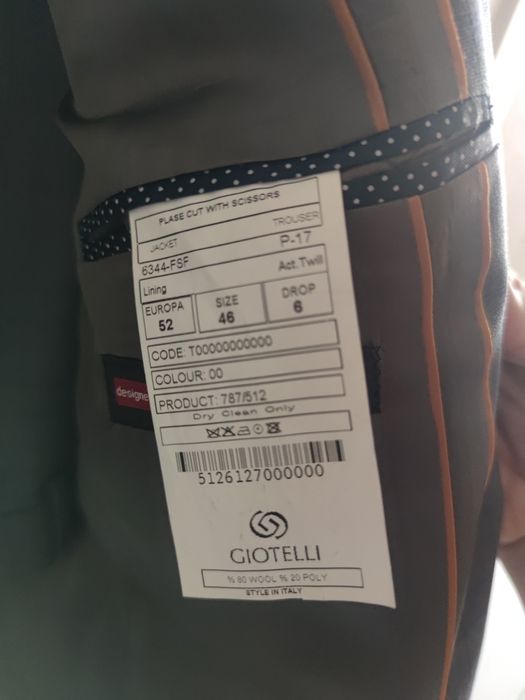 PLASE CUT WITH SCISSORS
JACKET TROUSER
6344-FSF P-17
Lining Act.Twill
EUROPA SIZE DROP
52 46 6
CODE: T00000000000
COLOUR: 00
PRODUCT: 787/512
Dry Clean Only
5126127000000
GIOTELLI
% 80 WOOL % 20 POLY
STYLE IN ITALY
designe